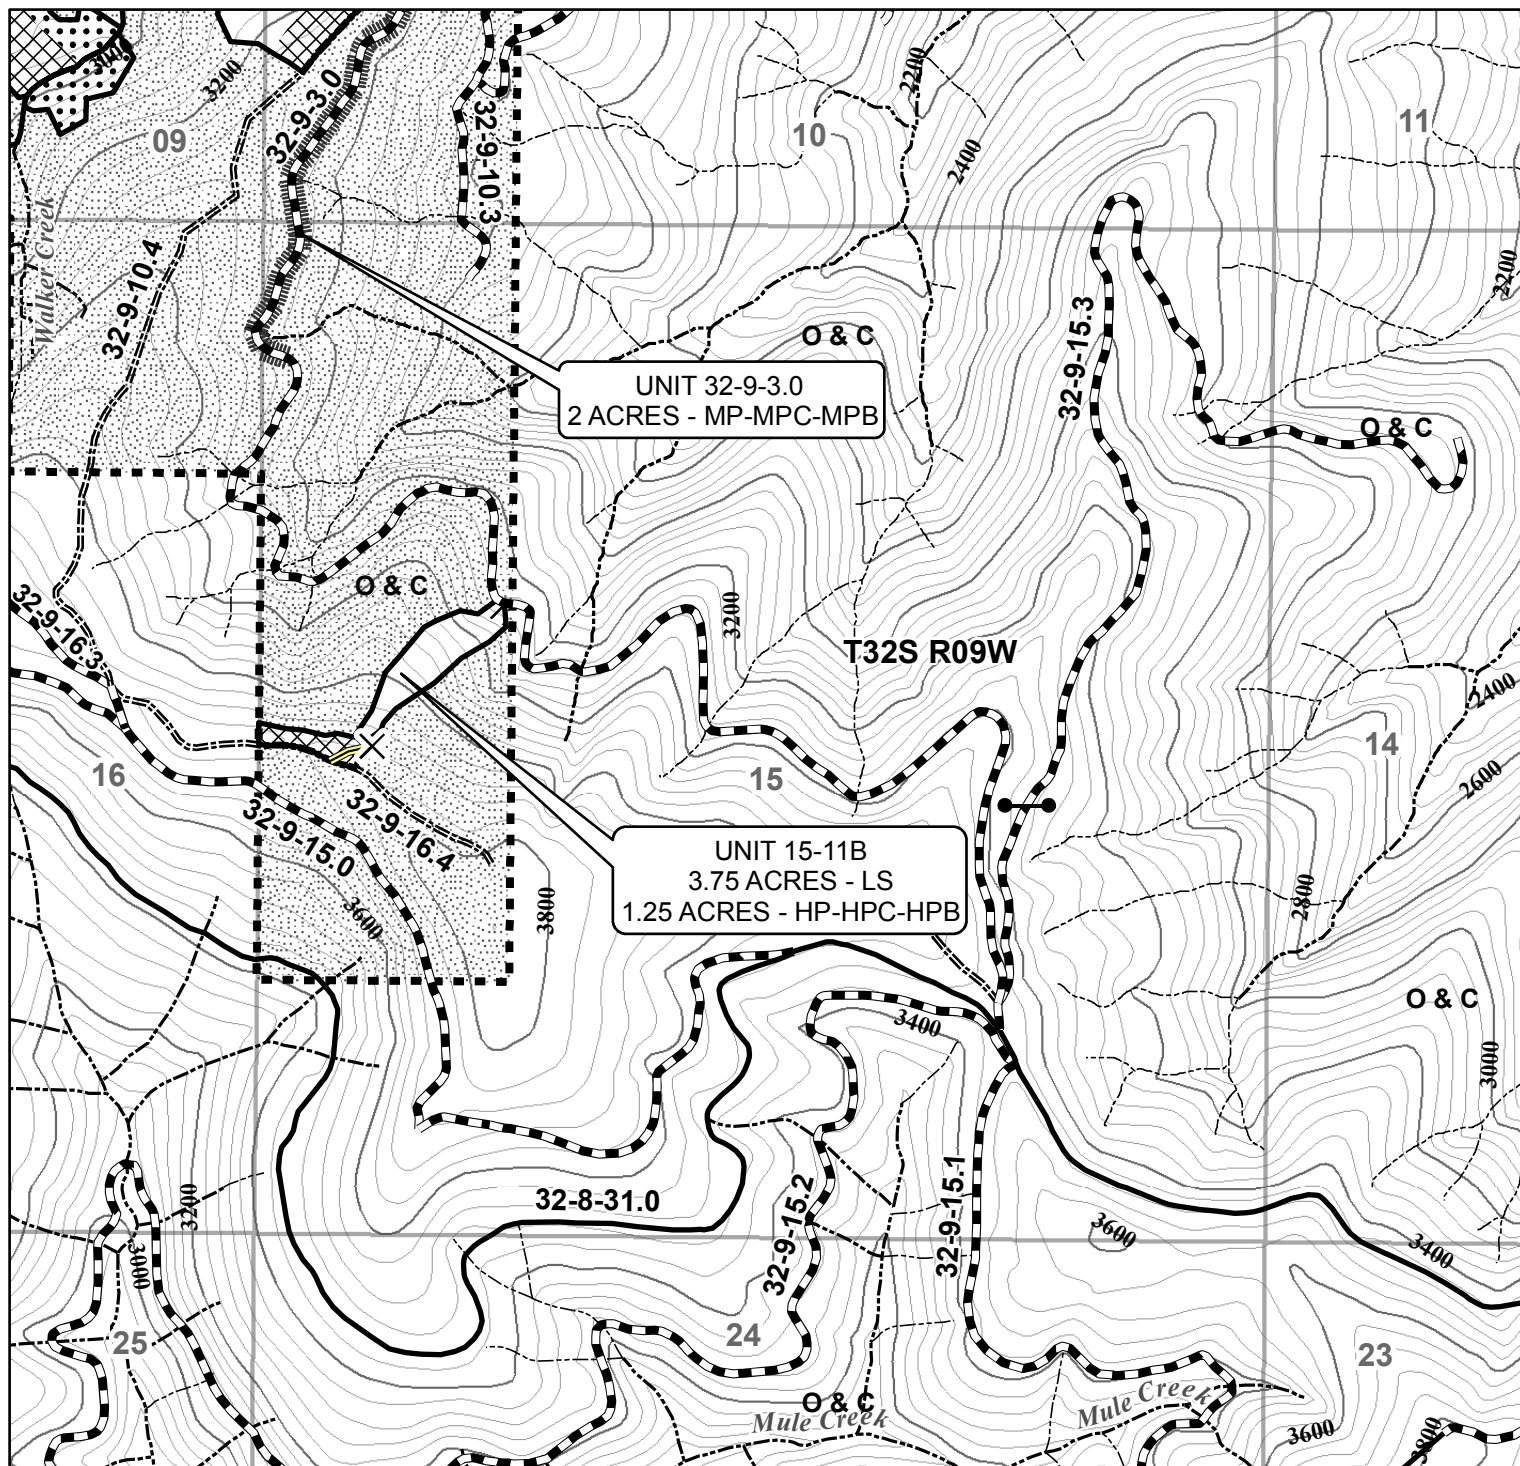 3000
3200
32-9-3.0
32-9-10.3
2200
09
10
11
2400
Walker Creek
32-9-10.4
2200
32-9-15.3
O & C
UNIT 32-9-3.0
2 ACRES - MP-MPC-MPB
O & C
O & C
32-9-16.3
3200
T32S R09W
2400
16
15
14
2600
32-9-15.0
32-9-16.4
UNIT 15-11B
3.75 ACRES - LS
1.25 ACRES - HP-HPC-HPB
3600
3800
2800
O & C
3400
3000
32-8-31.0
32-9-15.2
32-9-15.1
3200
3000
3600
3400
25
24
23
O & C
Mule Creek
Mule Creek
3600
3800